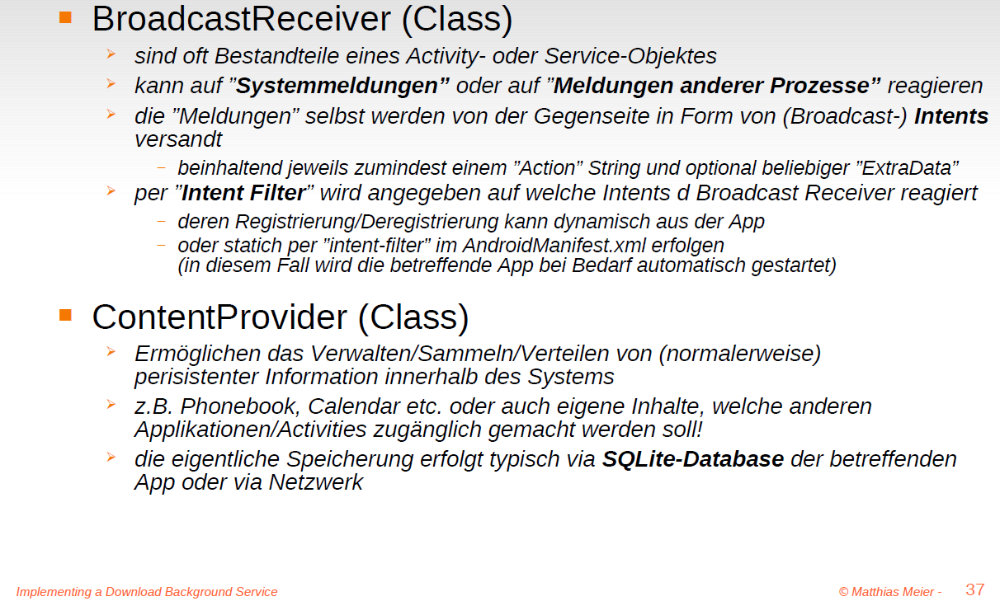 BroadcastReceiver (Class)
sind oft Bestandteile eines Activity- oder Service-Objektes
kann auf ”Systemmeldungen” oder auf ”Meldungen anderer Prozesse” reagieren
die ”Meldungen” selbst werden von der Gegenseite in Form von (Broadcast-) Intents
versandt
– beinhaltend jeweils zumindest einem ”Action” String und optional beliebiger ”ExtraData”
per ”Intent Filter” wird angegeben auf welche Intents d Broadcast Receiver reagiert
– deren Registrierung/Deregistrierung kann dynamisch aus der App
– oder statich per ”intent-filter” im AndroidManifest.xml erfolgen
(in diesem Fall wird die betreffende App bei Bedarf automatisch gestartet)
ContentProvider (Class)
Ermöglichen das Verwalten/Sammeln/Verteilen von (normalerweise)
perisistenter Information innerhalb des Systems
z.B. Phonebook, Calendar etc. oder auch eigene Inhalte, welche anderen
Applikationen/Activities zugänglich gemacht werden soll!
die eigentliche Speicherung erfolgt typisch via SQLite-Database der betreffenden
App oder via Netzwerk
Implementing a Download Background Service
© Matthias Meier -
37